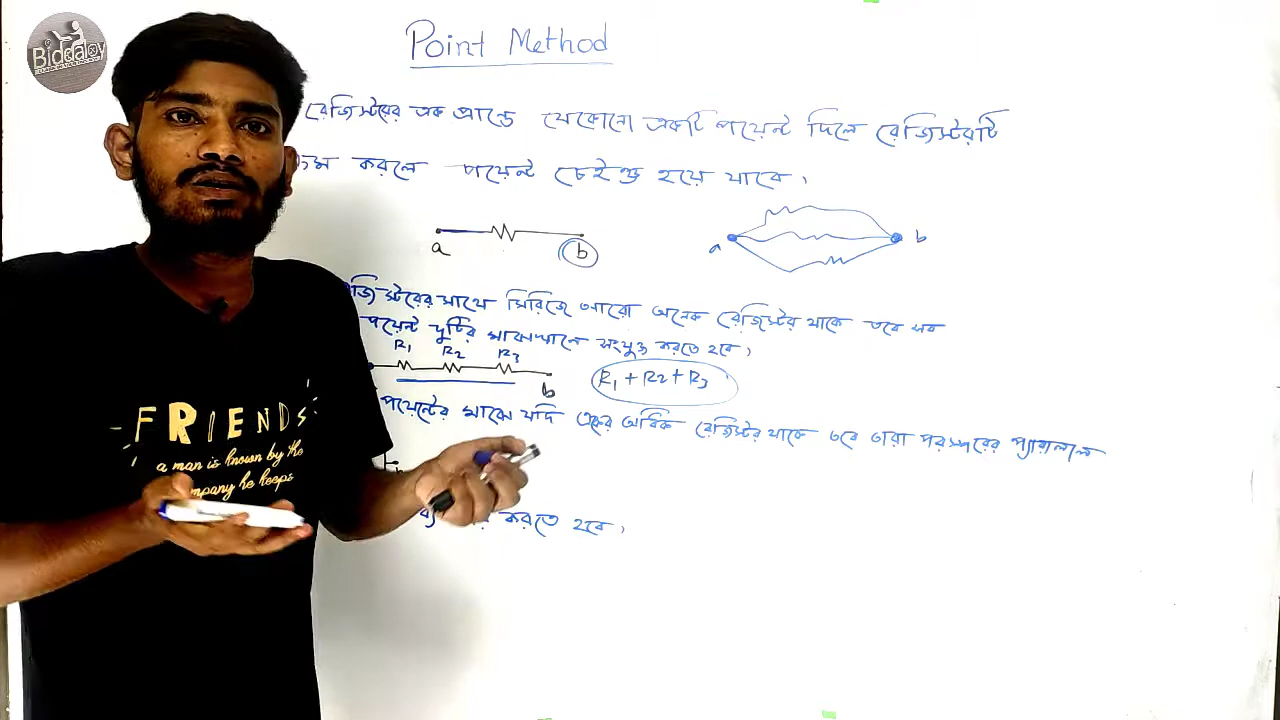 Biddaloy
Point Method
রেজিস্টরের এক প্রান্তে যেকোনো একটি পয়েন্ট দিলে রেজিস্টরটি
করলে পয়েন্ট চেইঞ্জ হয়ে যাবে।
a b
a b
স্টরের সাথে সিরিজে আরো অনেক রেজিস্টর থাকে তবে সব
পয়েন্ট দুটির মাঝখানে সংযুক্ত করতে হবে।
R1 R2 R3
b
R1 + R2 + R3
পয়েন্টের মাঝে যদি একের অধিক রেজিস্টর থাকে তবে তারা পরস্পরের প্যারালালে
করতে হবে।
FRIENDS
a man is known by the
company he keeps